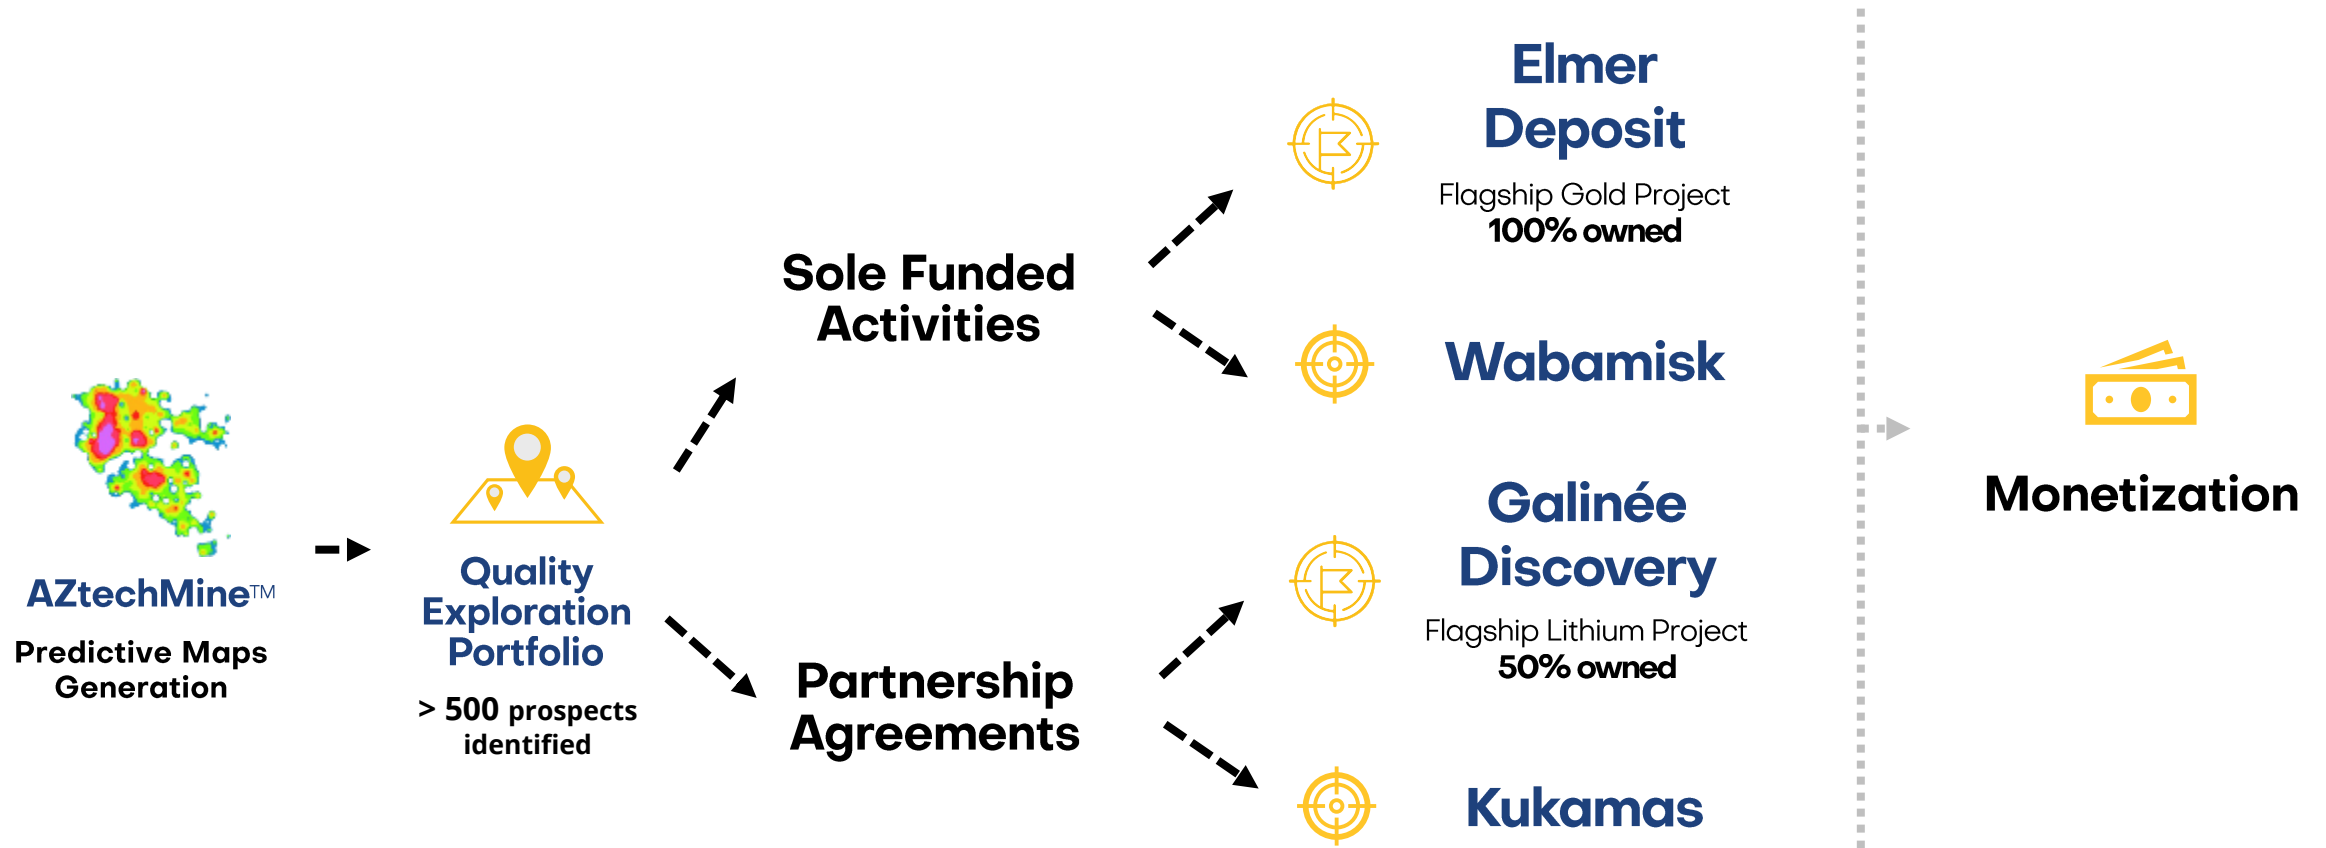 AZtechMine™
Predictive Maps
Generation
Quality
Exploration
Portfolio
> 500 prospects
identified
Sole Funded
Activities
Partnership
Agreements
Elmer
Deposit
Flagship Gold Project
100% owned
Wabamisk
Galinée
Discovery
Flagship Lithium Project
50% owned
Kukamas
Monetization